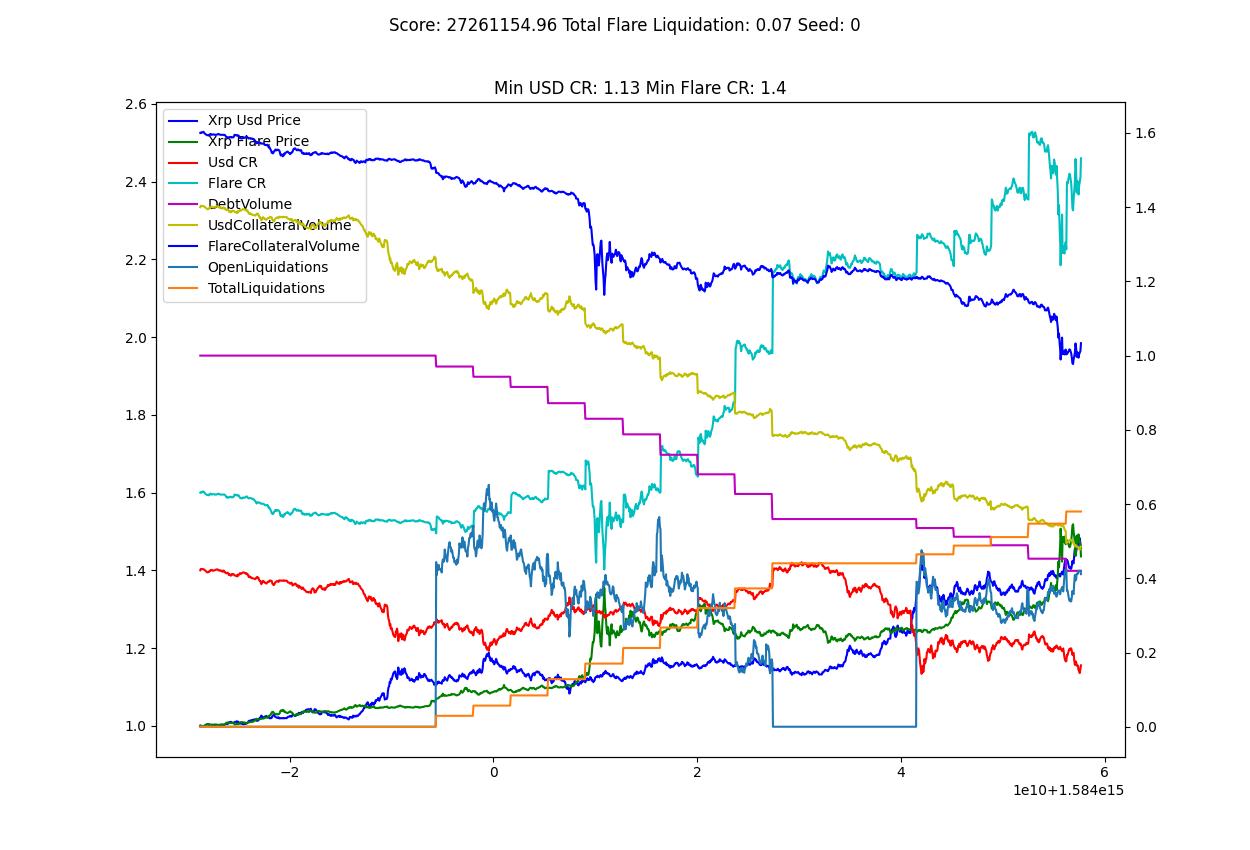 Score: 27261154.96 Total Flare Liquidation: 0.07 Seed: 0
Min USD CR: 1.13 Min Flare CR: 1.4
Xrp Usd Price
Xrp Flare Price
Usd CR
Flare CR
DebtVolume
UsdCollateralVolume
FlareCollateralVolume
OpenLiquidations
TotalLiquidations
2.6
2.4
2.2
2.0
1.8
1.6
1.4
1.2
1.0
1.6
1.4
1.2
1.0
0.8
0.6
0.4
0.2
0.0
−2 0 2 4 6
1e10+1.584e15